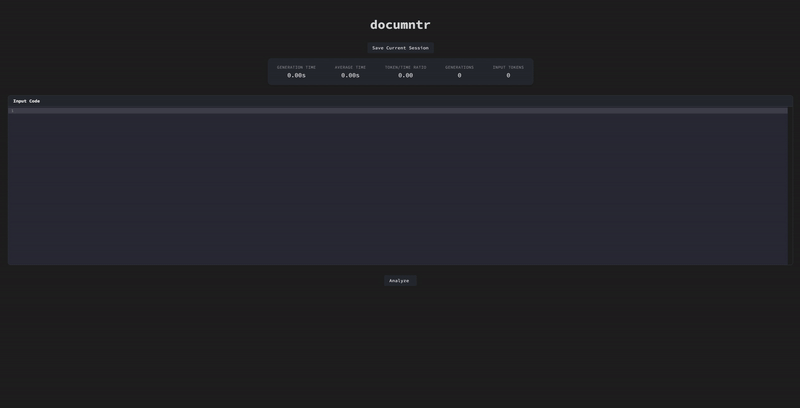 documntr
Save Current Session
GENERATION TIME AVERAGE TIME TOKEN/TIME RATIO GENERATIONS INPUT TOKENS
0.00s 0.00s 0.00 0 0
Input Code
1
Analyze